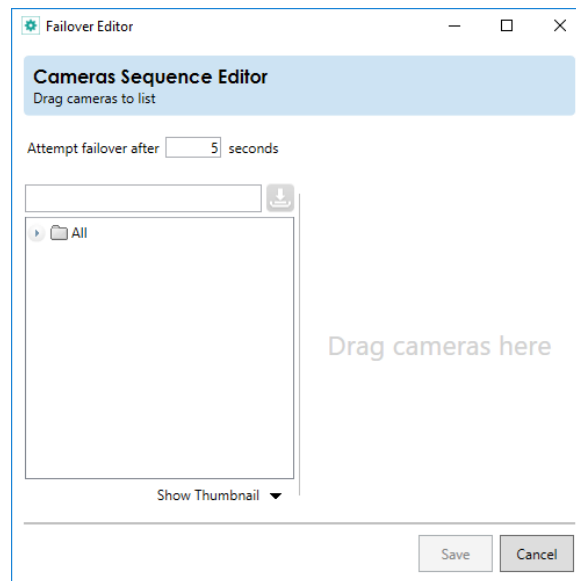 Failover Editor
Cameras Sequence Editor
Drag cameras to list
Attempt failover after 5 seconds
All
Drag cameras here
Show Thumbnail
Save Cancel